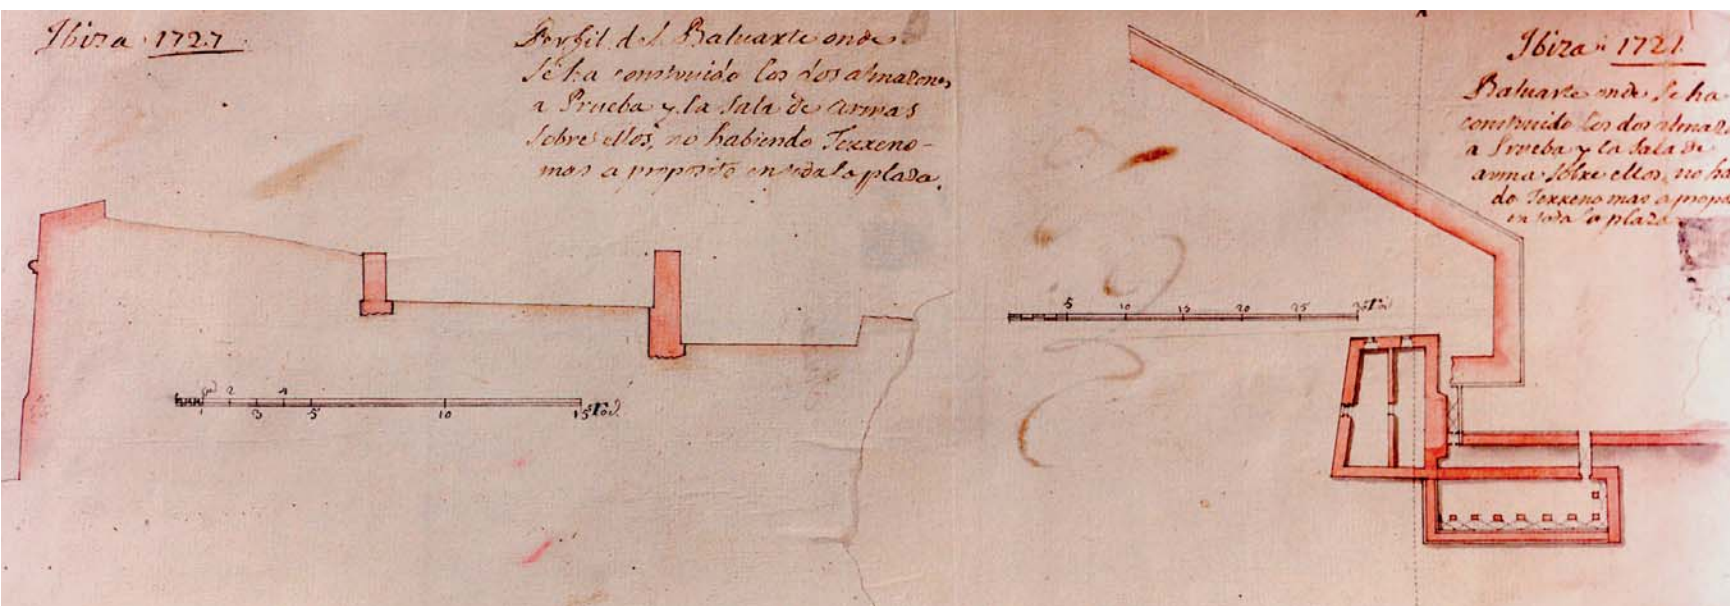 Ibiza 1727
Perfil del Baluarte onde
se ha construido los dos almazenes
a Prueba y la Sala de armas
sobre ellos, no habiendo Terreno
mas a proposito en toda la plaza.
1 2 3 4 5 10 15 Tod.
Ibiza 1727
Baluarte onde se ha
construido los dos almaz
a Prueba y la Sala de
arma sobre ellos, no ha
do Terreno mas a propo
en toda la plaza
5 10 15 20 25